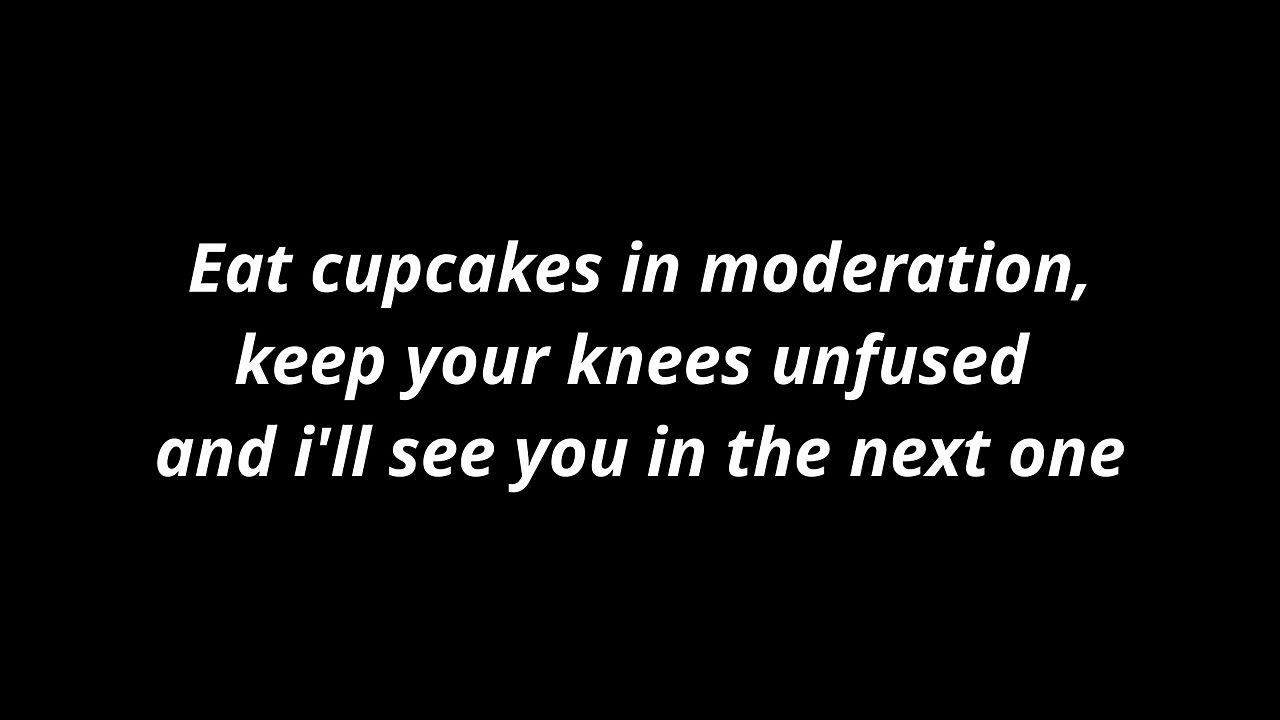 Eat cupcakes in moderation,
keep your knees unfused
and i'll see you in the next one